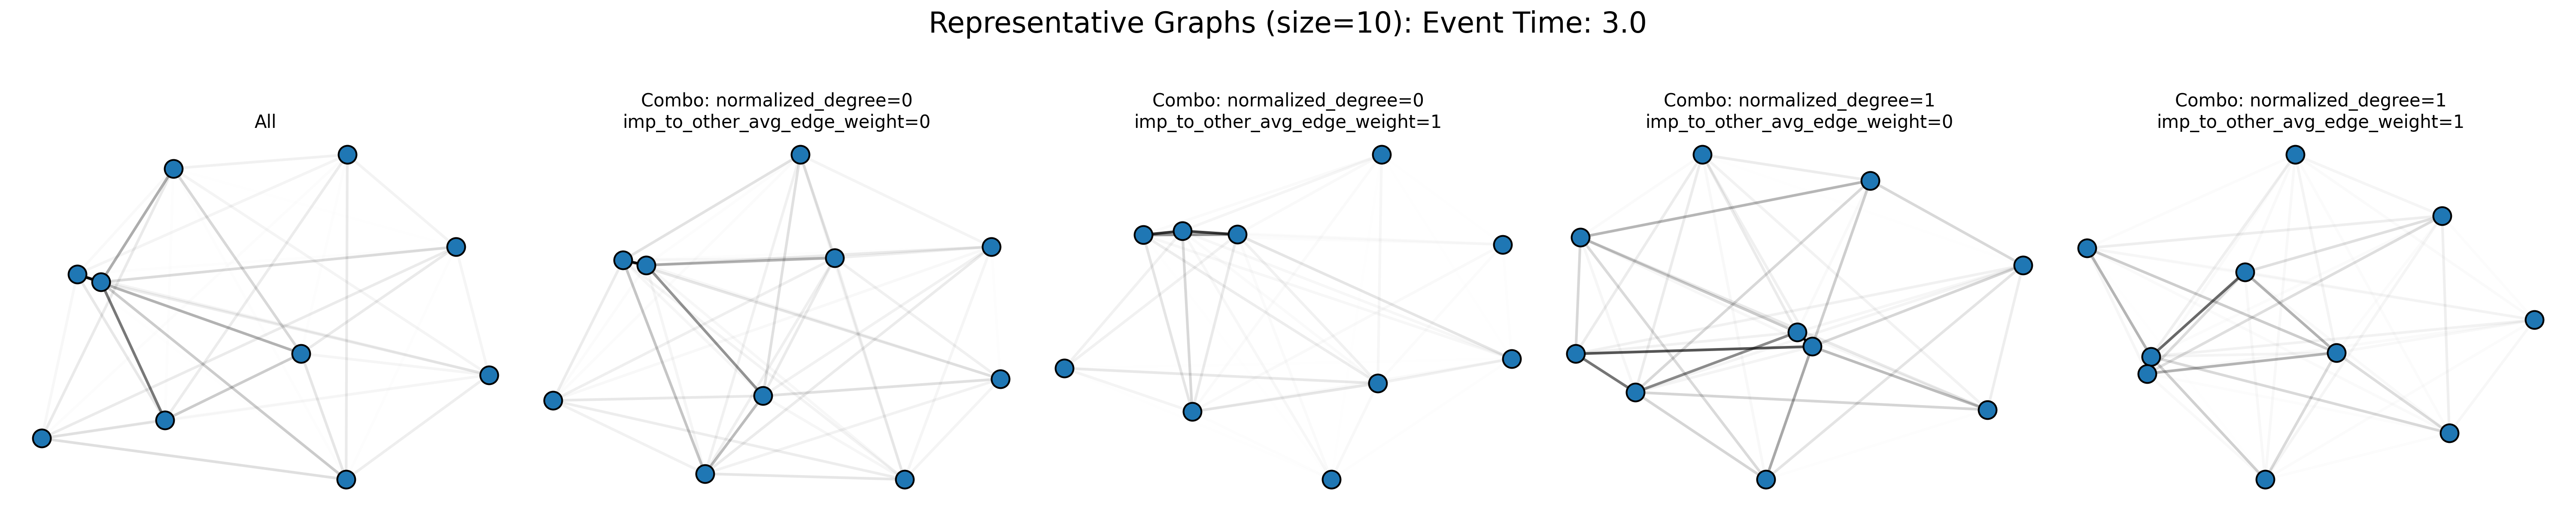 Representative Graphs (size=10): Event Time: 3.0
All
Combo: normalized_degree=0
imp_to_other_avg_edge_weight=0
Combo: normalized_degree=0
imp_to_other_avg_edge_weight=1
Combo: normalized_degree=1
imp_to_other_avg_edge_weight=0
Combo: normalized_degree=1
imp_to_other_avg_edge_weight=1